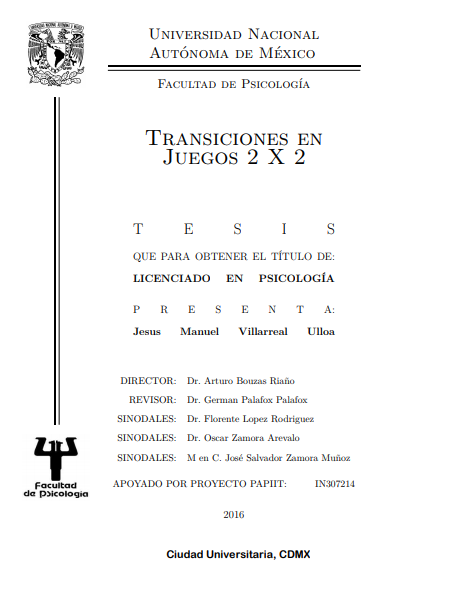 Universidad Nacional
Autónoma de México
Facultad de Psicología
Transiciones en
Juegos 2 X 2
T E S I S
QUE PARA OBTENER EL TÍTULO DE:
LICENCIADO EN PSICOLOGÍA
P R E S E N T A:
Jesus Manuel Villarreal Ulloa
DIRECTOR: Dr. Arturo Bouzas Riaño
REVISOR: Dr. German Palafox Palafox
SINODALES: Dr. Florente Lopez Rodriguez
SINODALES: Dr. Oscar Zamora Arevalo
SINODALES: M en C. José Salvador Zamora Muñoz
Facultad
de Psicología
APOYADO POR PROYECTO PAPIIT: IN307214
2016
Ciudad Universitaria, CDMX